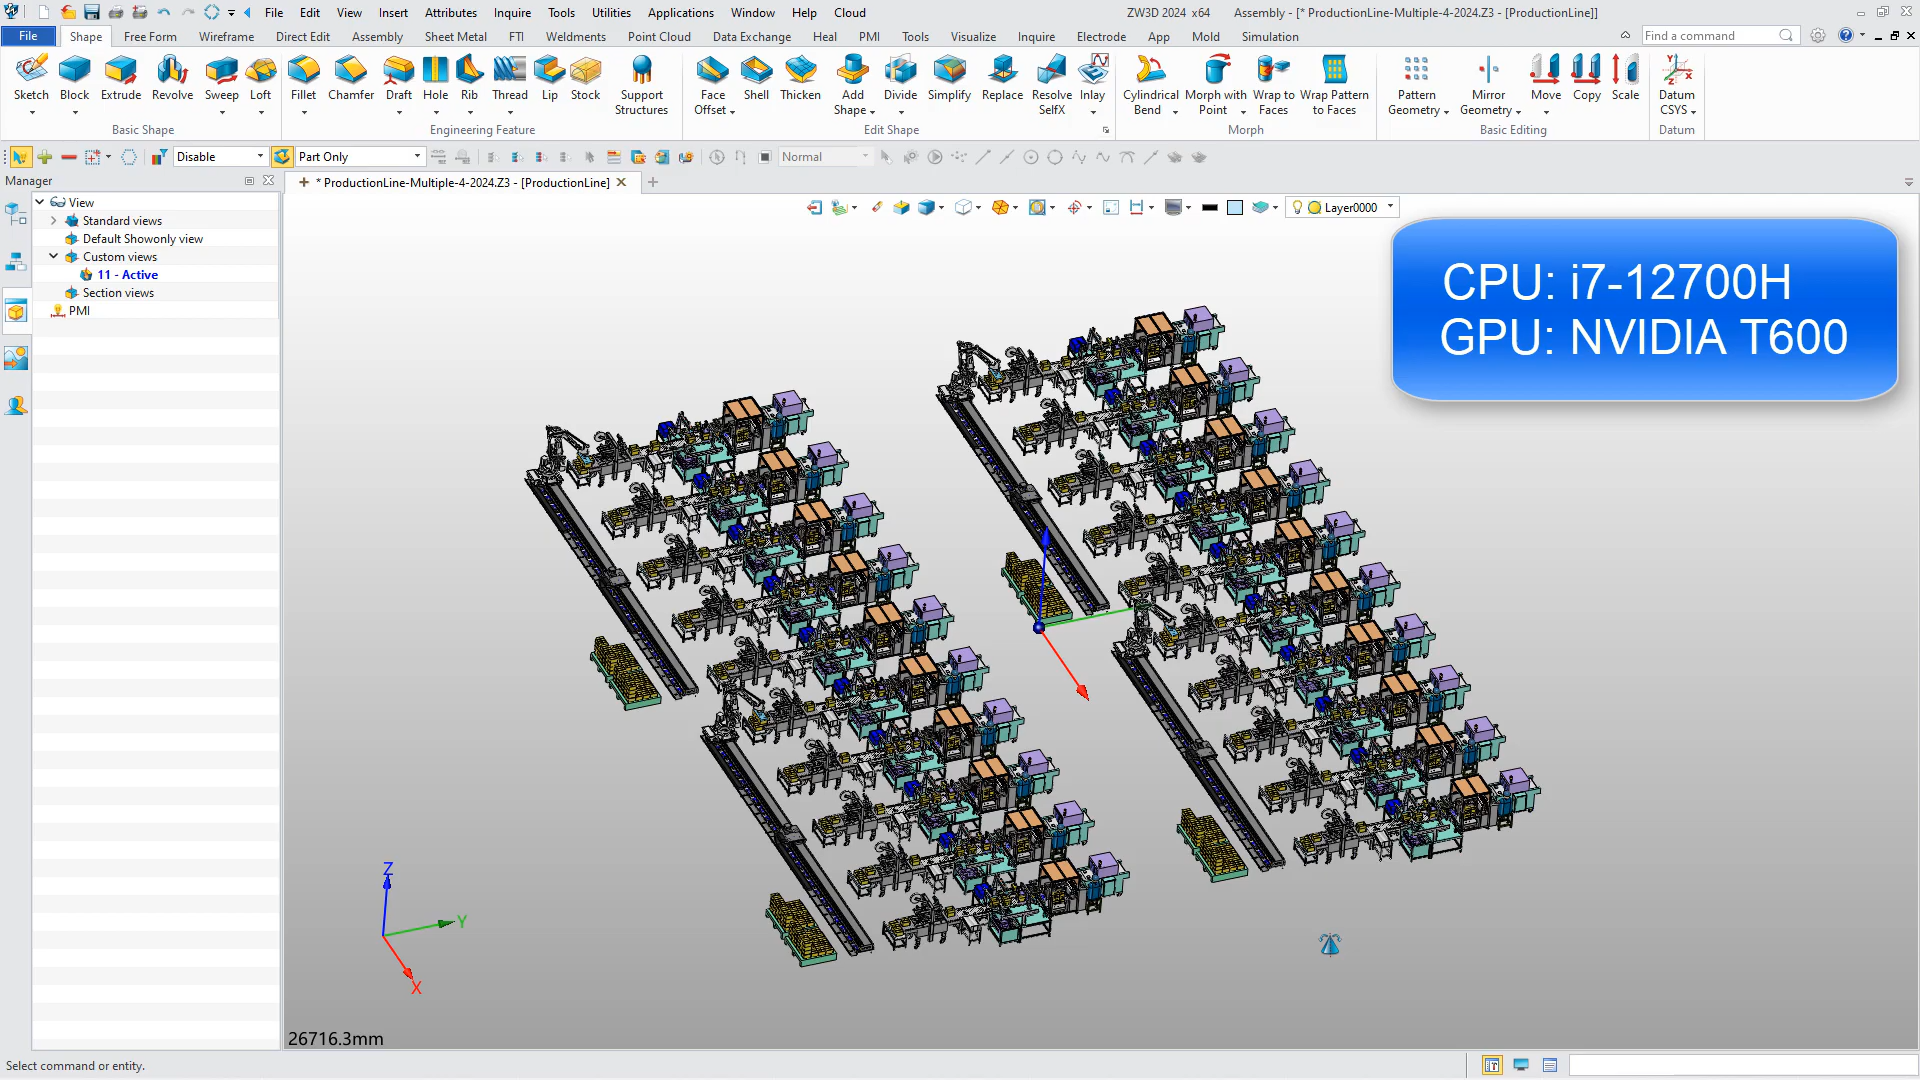 File Edit View Insert Attributes Inquire Tools Utilities Applications Window Help Cloud ZW3D 2024 x64 Assembly - [* ProductionLine-Multiple-4-2024.Z3 - [ProductionLine]]
File Shape Free Form Wireframe Direct Edit Assembly Sheet Metal FTI Weldments Point Cloud Data Exchange Heal PMI Tools Visualize Inquire Electrode App Mold Simulation Find a command
Sketch Block Extrude Revolve Sweep Loft Fillet Chamfer Draft Hole Rib Thread Lip Stock Support Structures Face Offset Shell Thicken Add Shape Divide Simplify Replace Resolve SelfX Inlay Cylindrical Bend Morph with Point Wrap to Faces Wrap Pattern to Faces Pattern Geometry Mirror Geometry Move Copy Scale Datum CSYS
Basic Shape Engineering Feature Edit Shape Morph Basic Editing Datum
Disable Part Only Normal
Manager
* ProductionLine-Multiple-4-2024.Z3 - [ProductionLine]
View
Standard views
Default Showonly view
Custom views
11 - Active
Section views
PMI
Layer0000
CPU: i7-12700H
GPU: NVIDIA T600
Z
Y
X
26716.3mm
Select command or entity.